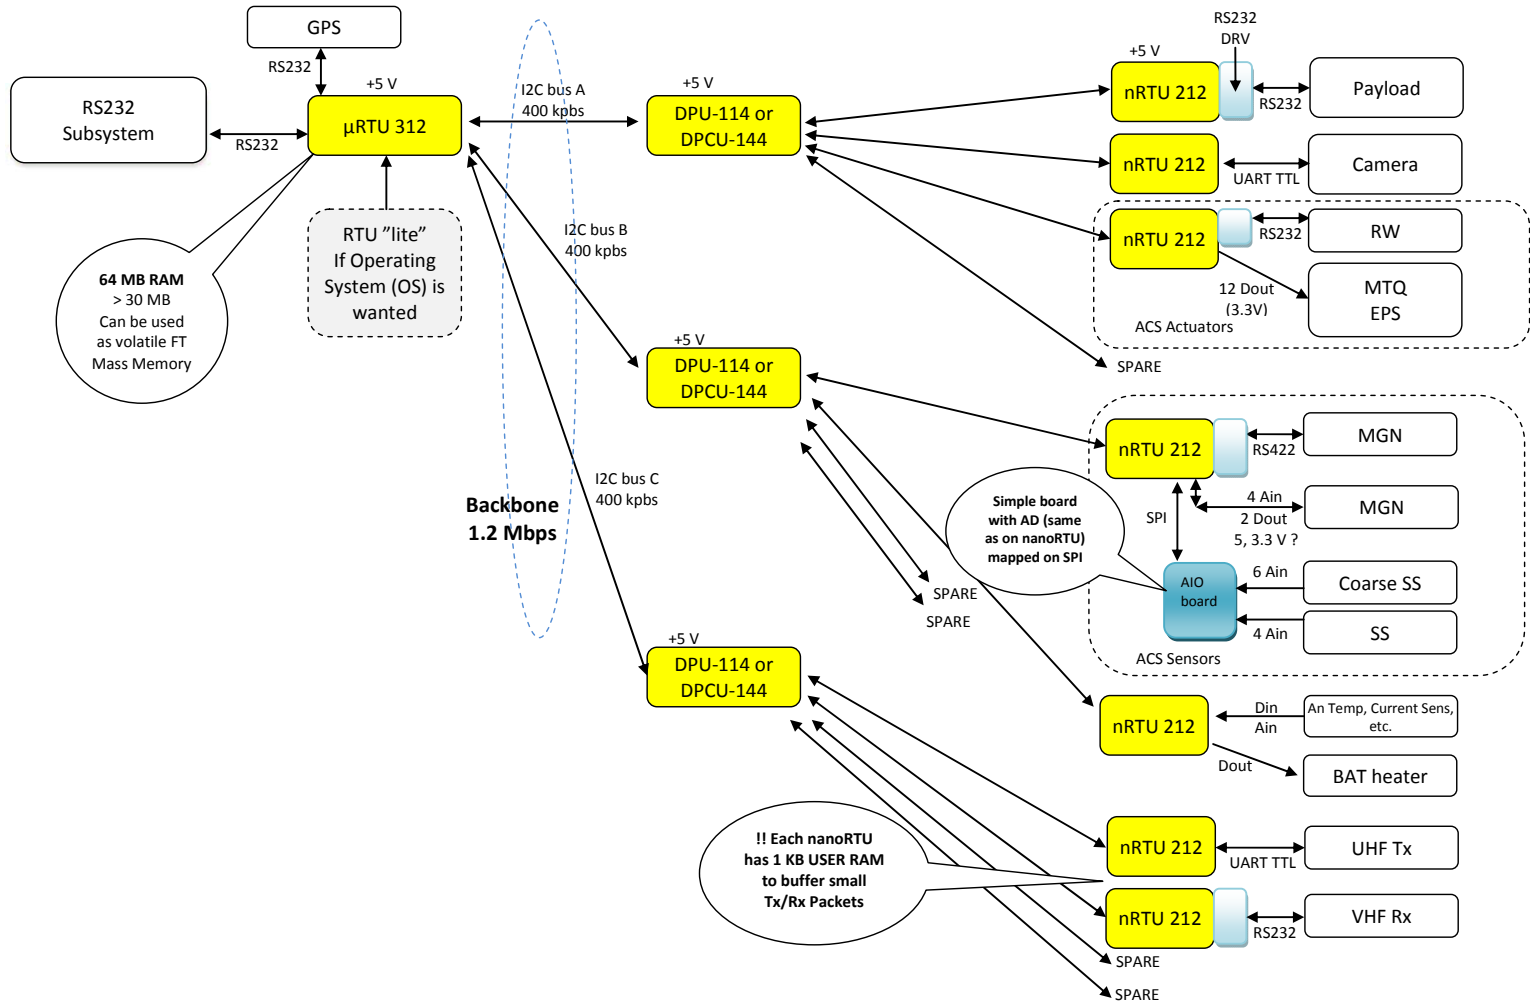 GPS
RS232
RS232
Subsystem
RS232
+5 V
µRTU 312
RTU ”lite”
If Operating
System (OS) is
wanted
64 MB RAM
> 30 MB
Can be used
as volatile FT
Mass Memory
I2C bus A
400 kpbs
I2C bus B
400 kpbs
I2C bus C
400 kpbs
Backbone
1.2 Mbps
+5 V
DPU-114 or
DPCU-144
+5 V
DPU-114 or
DPCU-144
+5 V
DPU-114 or
DPCU-144
RS232
DRV
+5 V
nRTU 212
RS232
Payload
nRTU 212
UART TTL
Camera
nRTU 212
RS232
RW
12 Dout
(3.3V)
MTQ
EPS
ACS Actuators
SPARE
nRTU 212
RS422
MGN
4 Ain
2 Dout
5, 3.3 V ?
MGN
SPI
Simple board
with AD (same
as on nanoRTU)
mapped on SPI
AIO
board
6 Ain
Coarse SS
4 Ain
SS
ACS Sensors
SPARE
SPARE
nRTU 212
Din
Ain
An Temp, Current Sens,
etc.
Dout
BAT heater
!! Each nanoRTU
has 1 KB USER RAM
to buffer small
Tx/Rx Packets
nRTU 212
UART TTL
UHF Tx
nRTU 212
RS232
VHF Rx
SPARE
SPARE